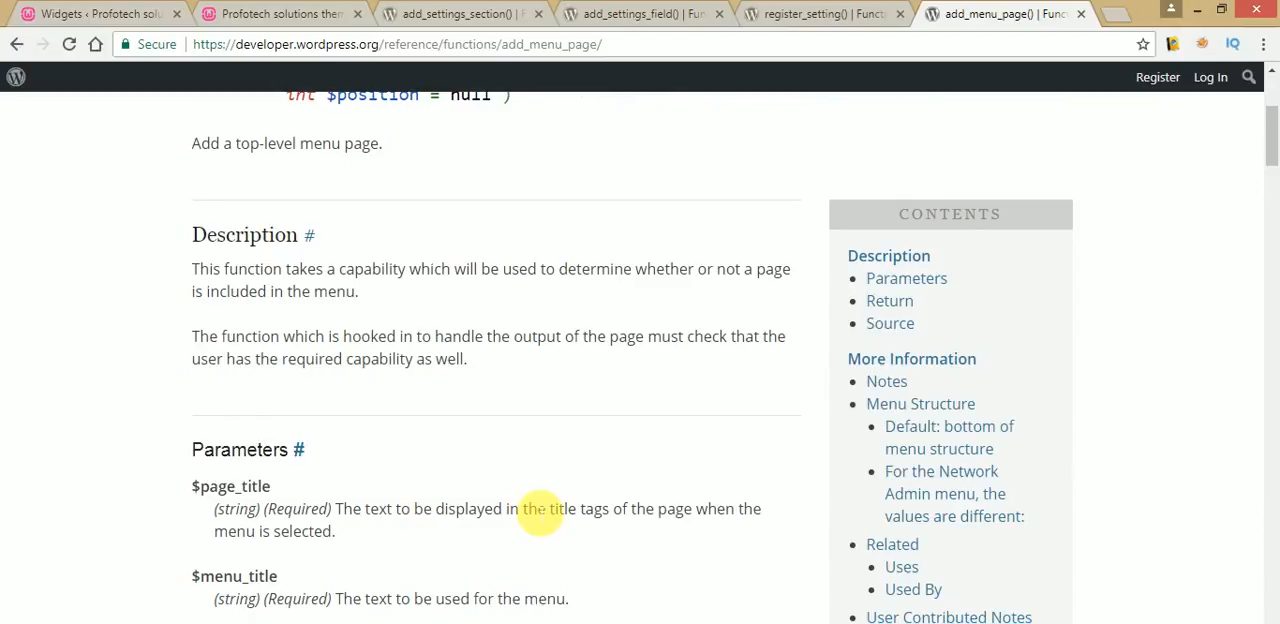 Widgets ‹ Profotech solu
Profotech solutions them
add_settings_section() |
add_settings_field() | Fun
register_setting() | Funct
add_menu_page() | Func
Secure
https://developer.wordpress.org/reference/functions/add_menu_page/
IQ
Register
Log In
int $position = null )
Add a top-level menu page.
Description #
This function takes a capability which will be used to determine whether or not a page
is included in the menu.
The function which is hooked in to handle the output of the page must check that the
user has the required capability as well.
Parameters #
$page_title
(string) (Required) The text to be displayed in the title tags of the page when the
menu is selected.
$menu_title
(string) (Required) The text to be used for the menu.
CONTENTS
Description
Parameters
Return
Source
More Information
Notes
Menu Structure
Default: bottom of
menu structure
For the Network
Admin menu, the
values are different:
Related
Uses
Used By
User Contributed Notes